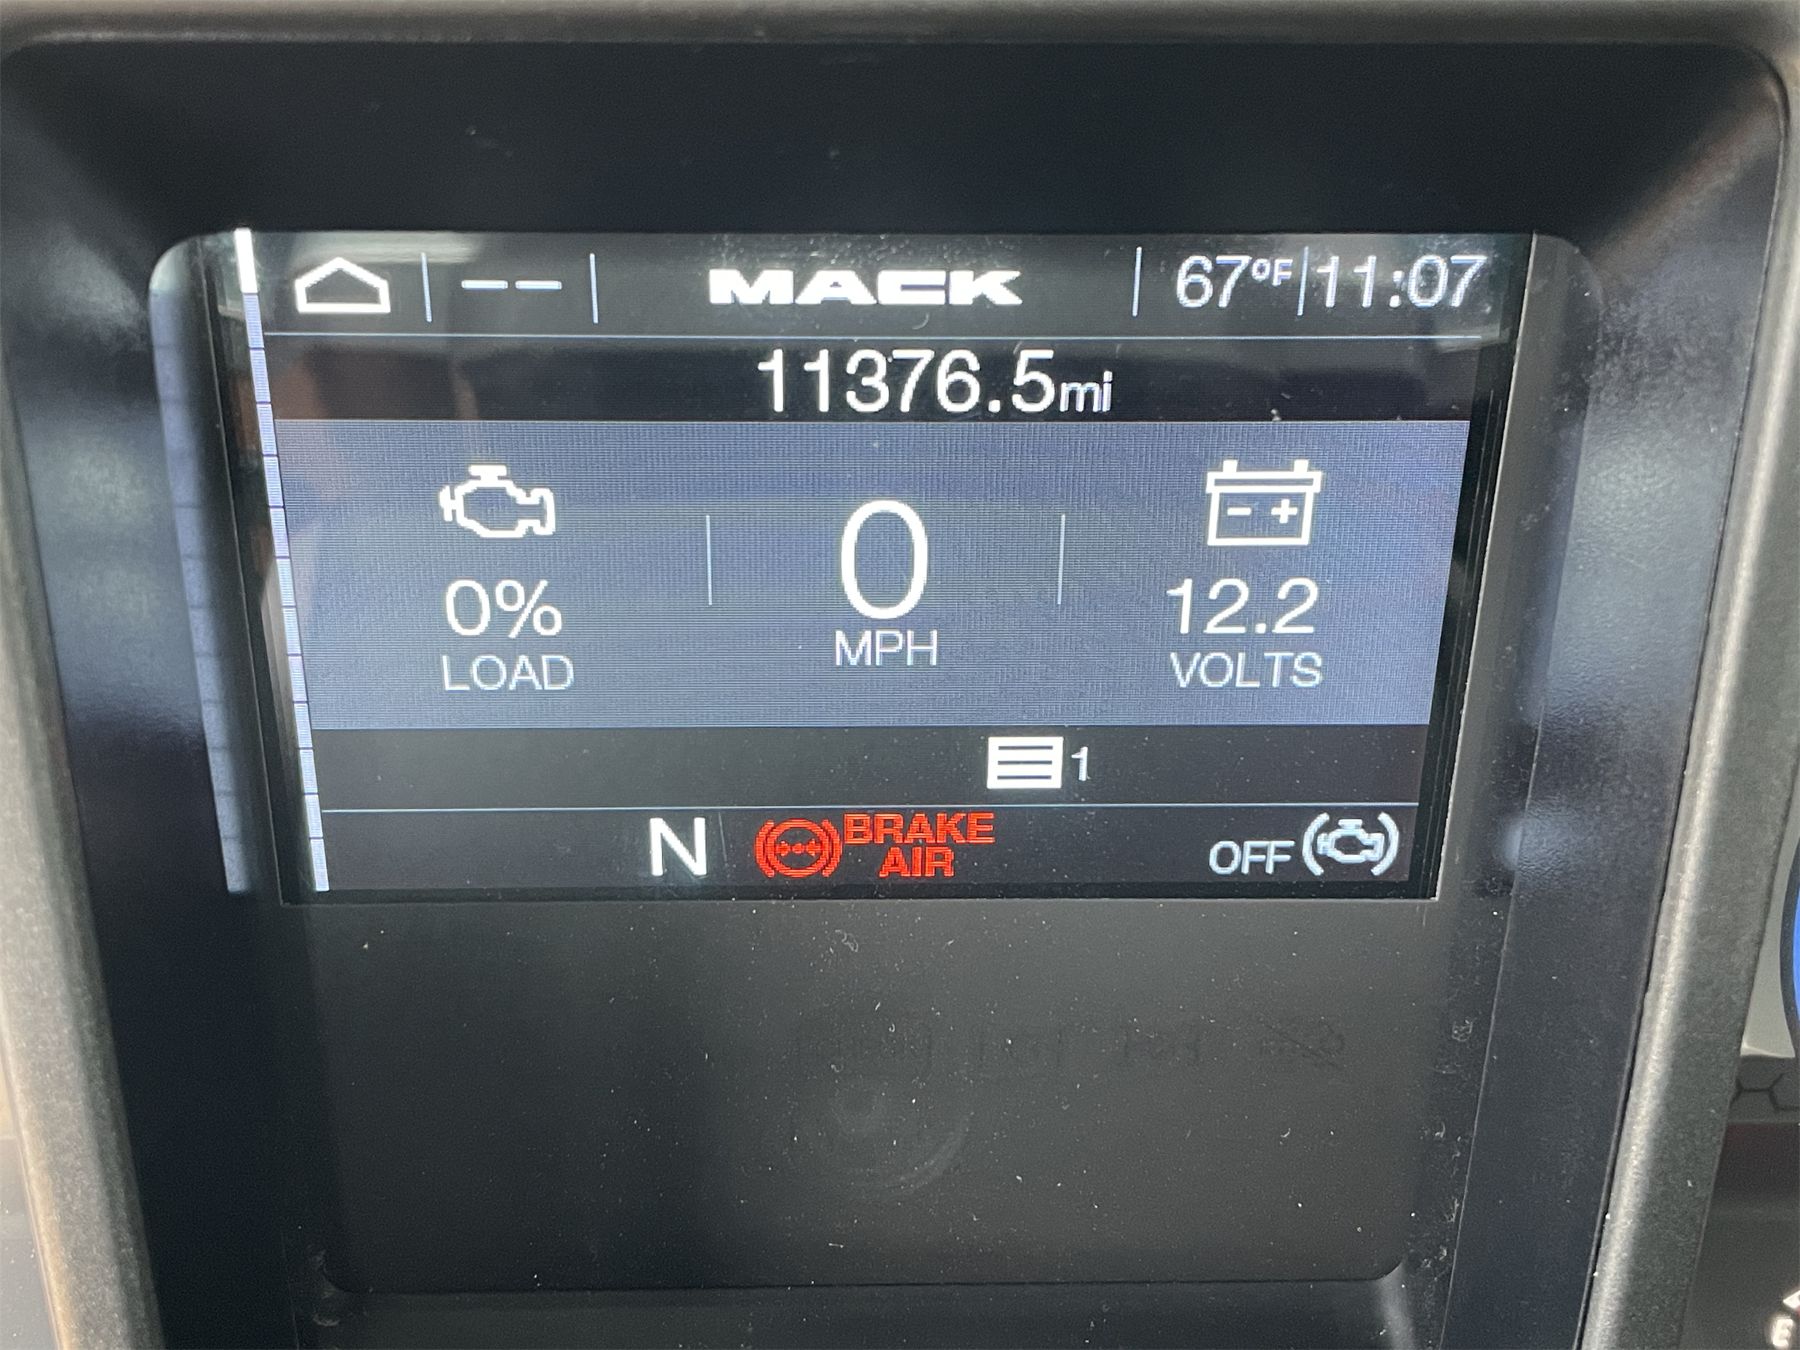 -- MACK 67°F 11:07
11376.5mi
0% 0 12.2
LOAD MPH VOLTS
1
N BRAKE AIR OFF
E